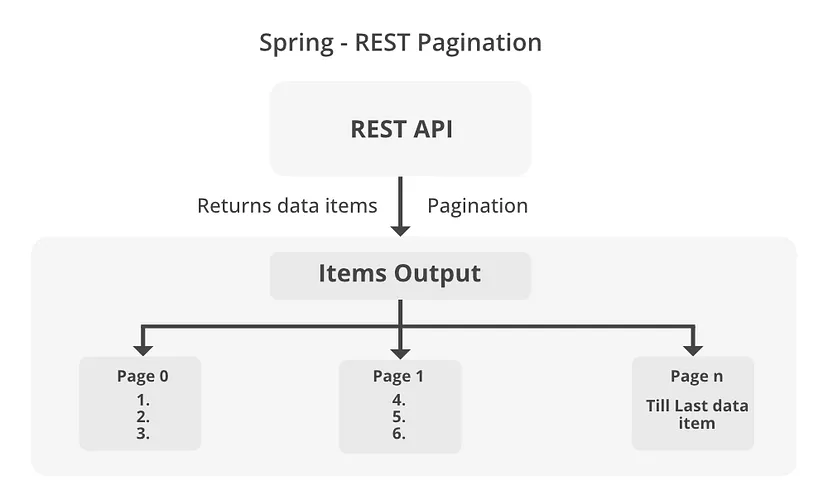 Spring - REST Pagination
REST API
Returns data items
Pagination
Items Output
Page 0
1.
2.
3.
Page 1
4.
5.
6.
Page n
Till Last data
item